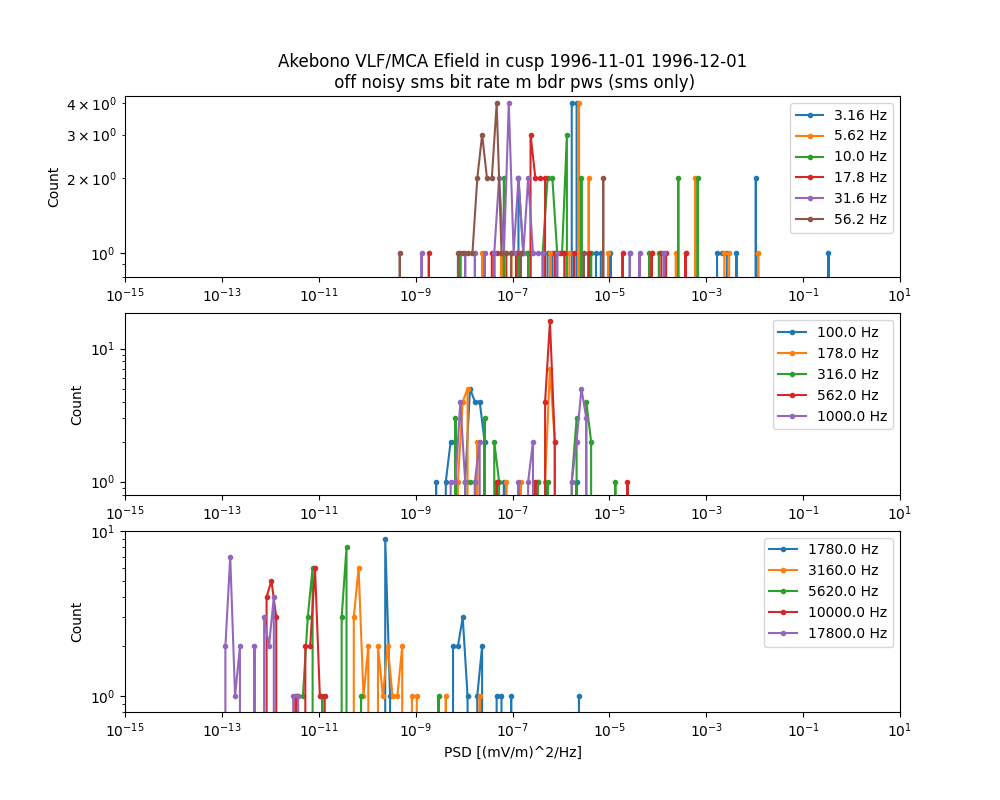 Akebono VLF/MCA Efield in cusp 1996-11-01 1996-12-01
off noisy sms bit rate m bdr pws (sms only)
4 × 10⁰
3 × 10⁰
2 × 10⁰
10⁰
Count
3.16 Hz
5.62 Hz
10.0 Hz
17.8 Hz
31.6 Hz
56.2 Hz
10⁻¹⁵ 10⁻¹³ 10⁻¹¹ 10⁻⁹ 10⁻⁷ 10⁻⁵ 10⁻³ 10⁻¹ 10¹
10¹
10⁰
Count
100.0 Hz
178.0 Hz
316.0 Hz
562.0 Hz
1000.0 Hz
10⁻¹⁵ 10⁻¹³ 10⁻¹¹ 10⁻⁹ 10⁻⁷ 10⁻⁵ 10⁻³ 10⁻¹ 10¹
10¹
10⁰
Count
1780.0 Hz
3160.0 Hz
5620.0 Hz
10000.0 Hz
17800.0 Hz
10⁻¹⁵ 10⁻¹³ 10⁻¹¹ 10⁻⁹ 10⁻⁷ 10⁻⁵ 10⁻³ 10⁻¹ 10¹
PSD [(mV/m)^2/Hz]